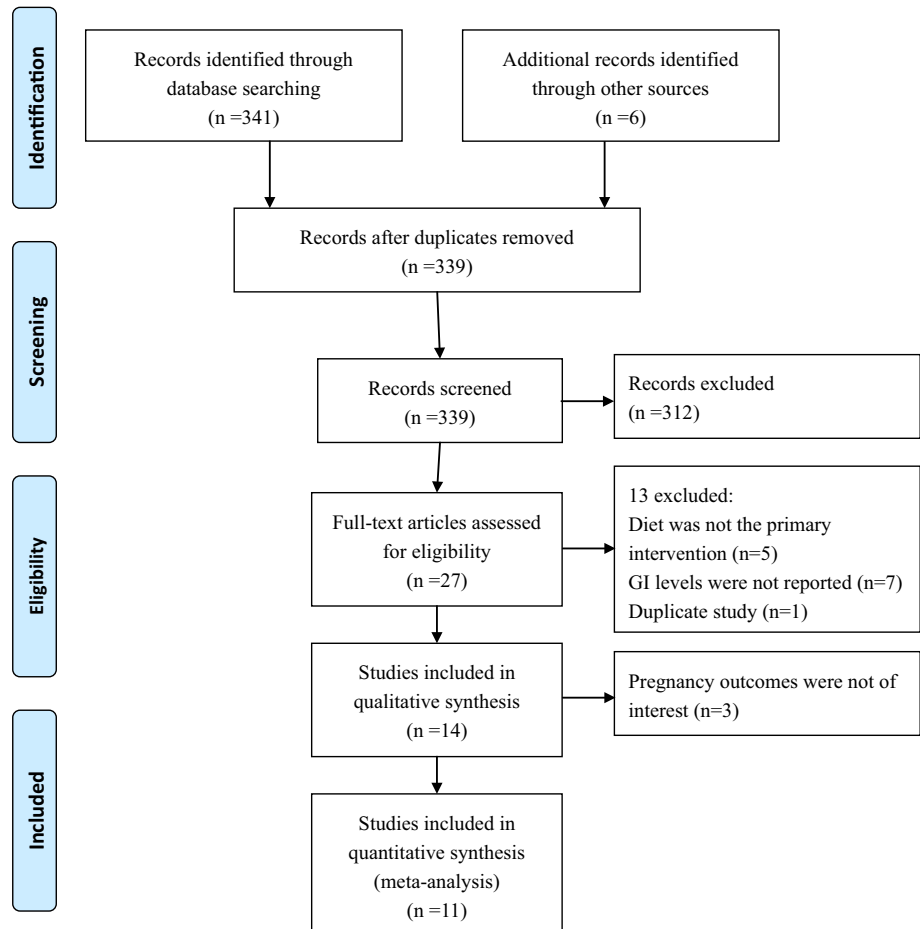 Identification
Records identified through
database searching
(n =341)
Additional records identified
through other sources
(n =6)
Records after duplicates removed
(n =339)
Screening
Records screened
(n =339)
Records excluded
(n =312)
Eligibility
Full-text articles assessed
for eligibility
(n =27)
13 excluded:
Diet was not the primary
intervention (n=5)
GI levels were not reported (n=7)
Duplicate study (n=1)
Studies included in
qualitative synthesis
(n =14)
Pregnancy outcomes were not of
interest (n=3)
Included
Studies included in
quantitative synthesis
(meta-analysis)
(n =11)